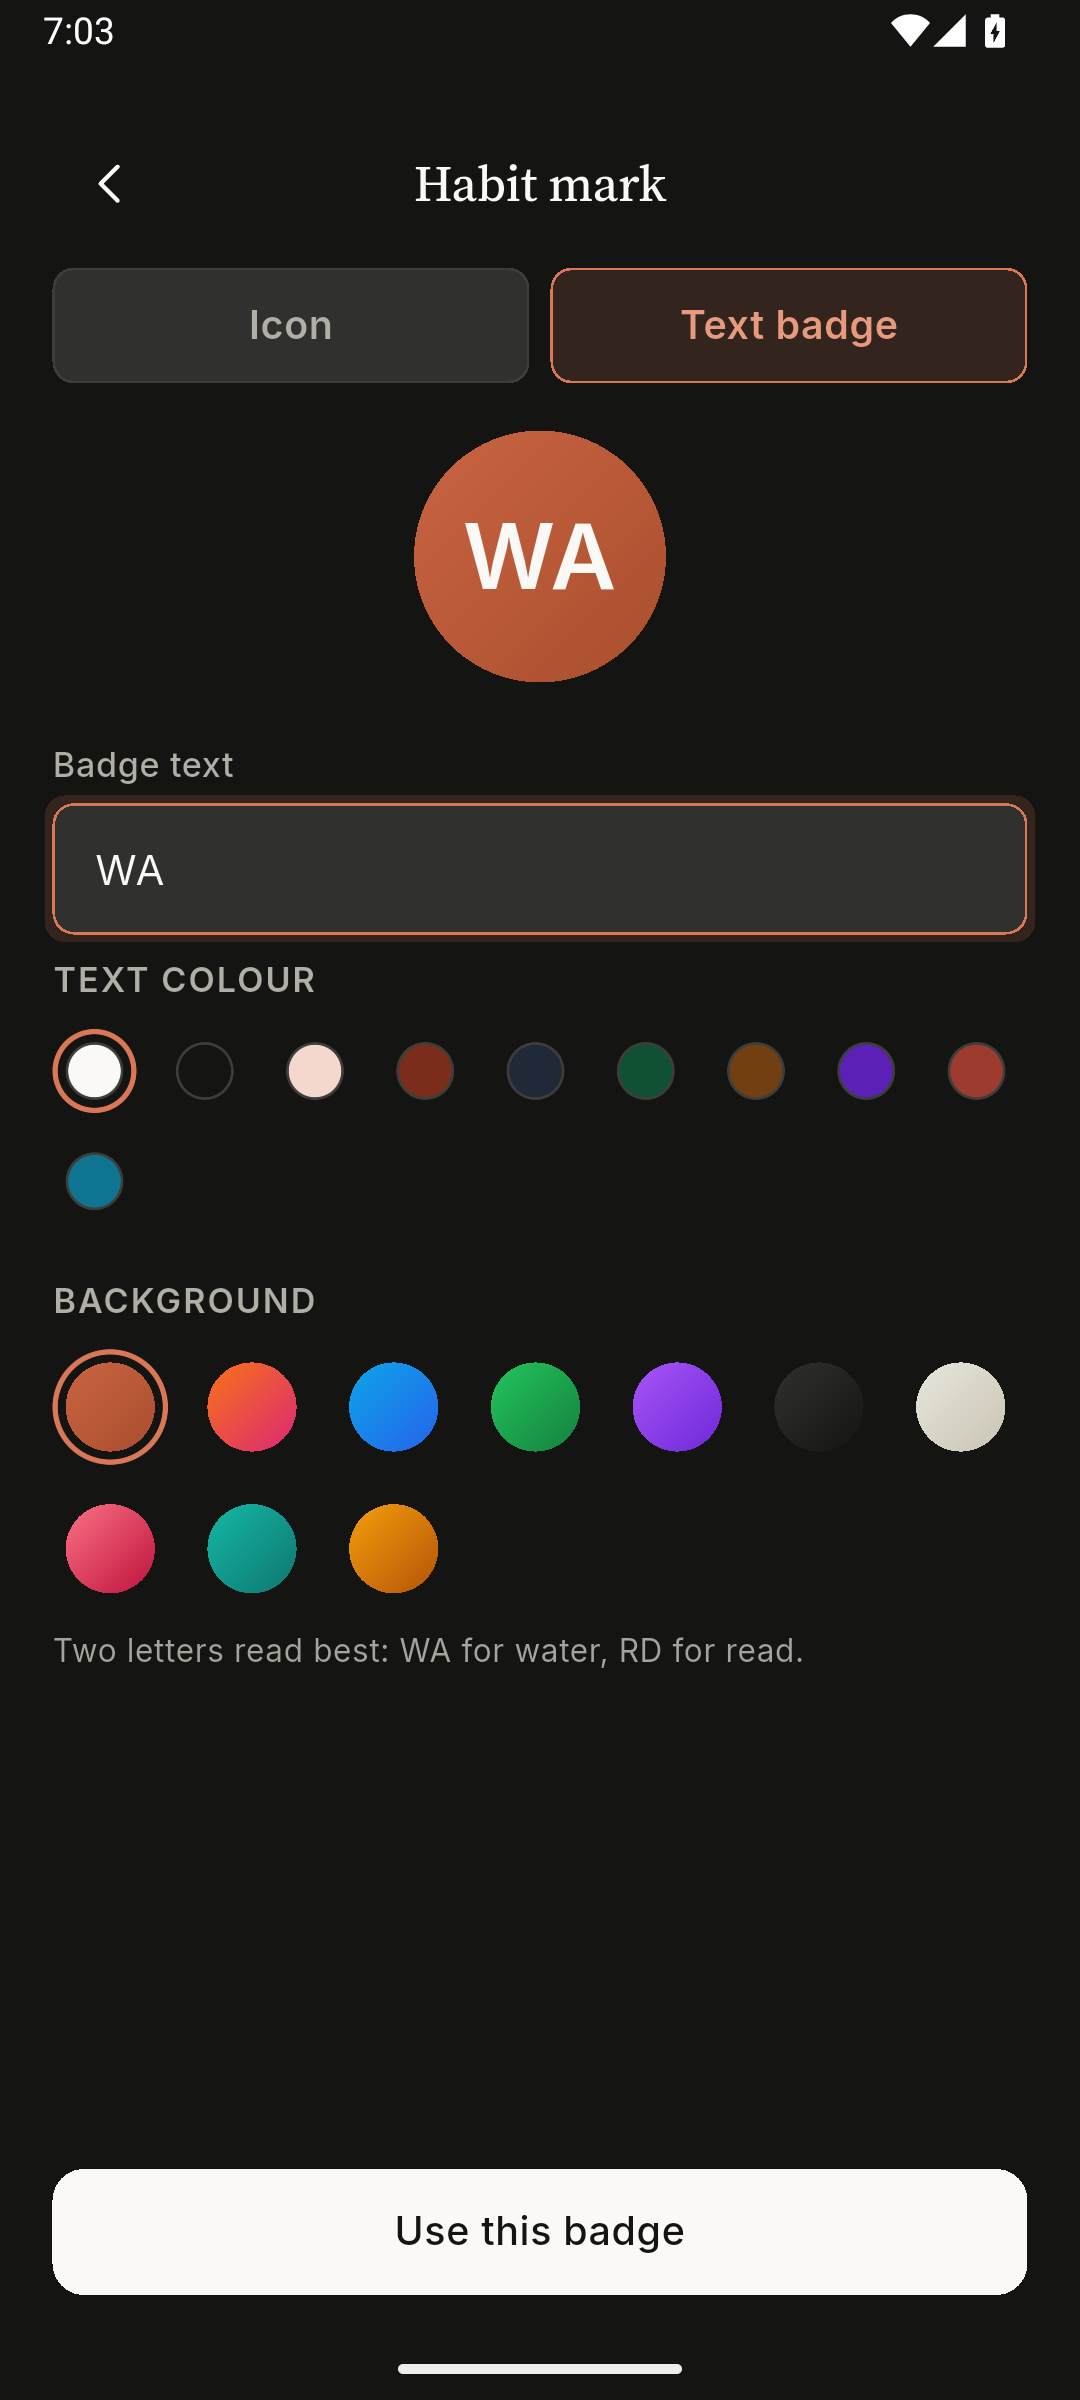 7:03
Habit mark
Icon
Text badge
WA
Badge text
WA
TEXT COLOUR
BACKGROUND
Two letters read best: WA for water, RD for read.
Use this badge